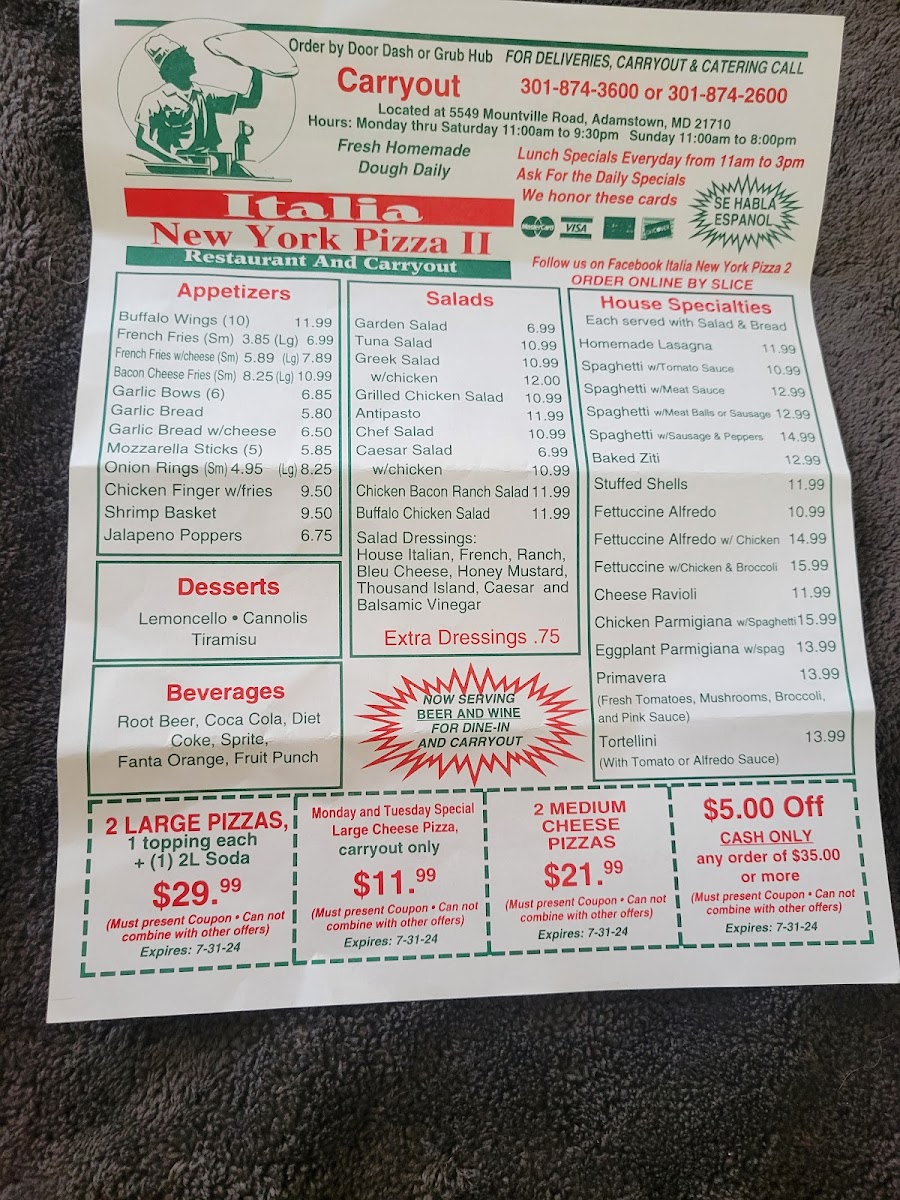 Order by Door Dash or Grub Hub
FOR DELIVERIES, CARRYOUT & CATERING CALL
Carryout
301-874-3600 or 301-874-2600
Located at 5549 Mountville Road, Adamstown, MD 21710
Hours: Monday thru Saturday 11:00am to 9:30pm Sunday 11:00am to 8:00pm
Fresh Homemade
Dough Daily
Lunch Specials Everyday from 11am to 3pm
Ask For the Daily Specials
We honor these cards
MasterCard
VISA
DISCOVER
SE HABLA
ESPANOL
Italia
New York Pizza II
Restaurant And Carryout
Follow us on Facebook Italia New York Pizza 2
ORDER ONLINE BY SLICE
Appetizers
Buffalo Wings (10) 11.99
French Fries (Sm) 3.85 (Lg) 6.99
French Fries w/cheese (Sm) 5.89 (Lg) 7.89
Bacon Cheese Fries (Sm) 8.25 (Lg) 10.99
Garlic Bows (6) 6.85
Garlic Bread 5.80
Garlic Bread w/cheese 6.50
Mozzarella Sticks (5) 5.85
Onion Rings (Sm) 4.95 (Lg) 8.25
Chicken Finger w/fries 9.50
Shrimp Basket 9.50
Jalapeno Poppers 6.75
Desserts
Lemoncello • Cannolis
Tiramisu
Beverages
Root Beer, Coca Cola, Diet
Coke, Sprite,
Fanta Orange, Fruit Punch
Salads
Garden Salad 6.99
Tuna Salad 10.99
Greek Salad 10.99
w/chicken 12.00
Grilled Chicken Salad 10.99
Antipasto 11.99
Chef Salad 10.99
Caesar Salad 6.99
w/chicken 10.99
Chicken Bacon Ranch Salad 11.99
Buffalo Chicken Salad 11.99
Salad Dressings:
House Italian, French, Ranch,
Bleu Cheese, Honey Mustard,
Thousand Island, Caesar and
Balsamic Vinegar
Extra Dressings .75
NOW SERVING
BEER AND WINE
FOR DINE-IN
AND CARRYOUT
House Specialties
Each served with Salad & Bread
Homemade Lasagna 11.99
Spaghetti w/Tomato Sauce 10.99
Spaghetti w/Meat Sauce 12.99
Spaghetti w/Meat Balls or Sausage 12.99
Spaghetti w/Sausage & Peppers 14.99
Baked Ziti 12.99
Stuffed Shells 11.99
Fettuccine Alfredo 10.99
Fettuccine Alfredo w/ Chicken 14.99
Fettuccine w/Chicken & Broccoli 15.99
Cheese Ravioli 11.99
Chicken Parmigiana w/Spaghetti 15.99
Eggplant Parmigiana w/spag 13.99
Primavera 13.99
(Fresh Tomatoes, Mushrooms, Broccoli,
and Pink Sauce)
Tortellini 13.99
(With Tomato or Alfredo Sauce)
2 LARGE PIZZAS,
1 topping each
+ (1) 2L Soda
$29.99
(Must present Coupon • Can not
combine with other offers)
Expires: 7-31-24
Monday and Tuesday Special
Large Cheese Pizza,
carryout only
$11.99
(Must present Coupon • Can not
combine with other offers)
Expires: 7-31-24
2 MEDIUM
CHEESE
PIZZAS
$21.99
(Must present Coupon • Can not
combine with other offers)
Expires: 7-31-24
$5.00 Off
CASH ONLY
any order of $35.00
or more
(Must present Coupon • Can not
combine with other offers)
Expires: 7-31-24